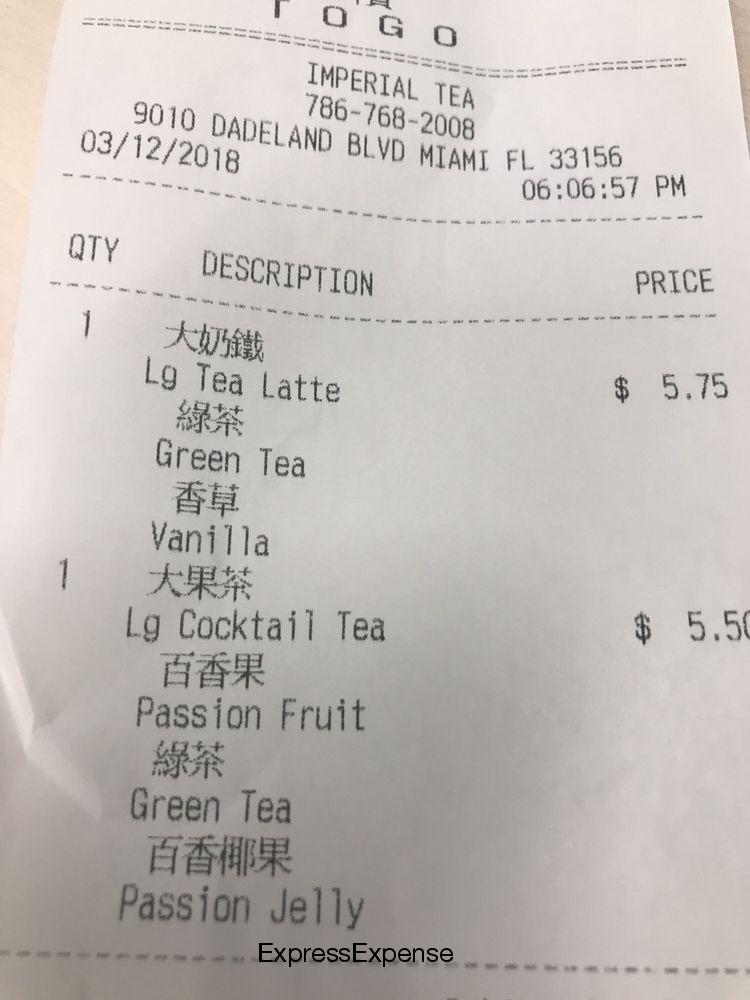 TOGO
IMPERIAL TEA
786-768-2008
9010 DADELAND BLVD MIAMI FL 33156
03/12/2018 06:06:57 PM
QTY DESCRIPTION PRICE
1 大奶鐵
Lg Tea Latte $ 5.75
綠茶
Green Tea
香草
Vanilla
1 大果茶
Lg Cocktail Tea $ 5.50
百香果
Passion Fruit
綠茶
Green Tea
百香椰果
Passion Jelly
ExpressExpense